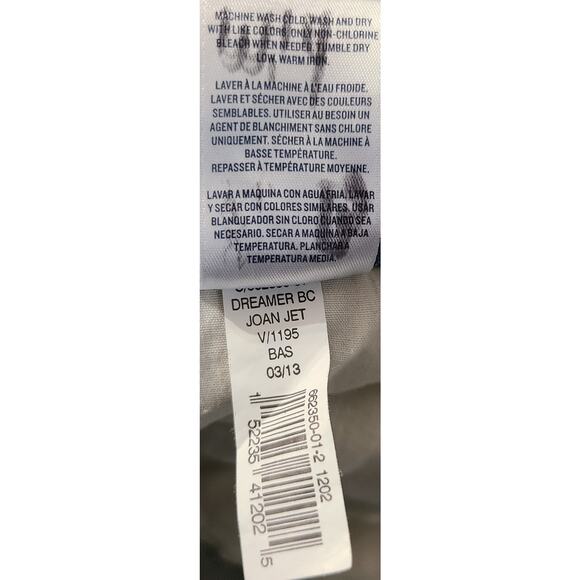 MACHINE WASH COLD, WASH AND DRY
WITH LIKE COLORS. ONLY NON-CHLORINE
BLEACH WHEN NEEDED. TUMBLE DRY
LOW, WARM IRON.
LAVER À LA MACHINE À L'EAU FROIDE.
LAVER ET SÉCHER AVEC DES COULEURS
SEMBLABLES. UTILISER AU BESOIN UN
AGENT DE BLANCHIMENT SANS CHLORE
UNIQUEMENT. SÉCHER À LA MACHINE À
BASSE TEMPÉRATURE.
REPASSER À TEMPÉRATURE MOYENNE.
LAVAR A MAQUINA CON AGUA FRIA, LAVAR
Y SECAR CON COLORES SIMILARES. USAR
BLANQUEADOR SIN CLORO CUANDO SEA
NECESARIO. SECAR A MAQUINA A BAJA
TEMPERATURA. PLANCHAR A
TEMPERATURA MEDIA.
DREAMER BC
JOAN JET
V/1195
BAS
03/13
662350-01-2 1202
1 52235 41202 5